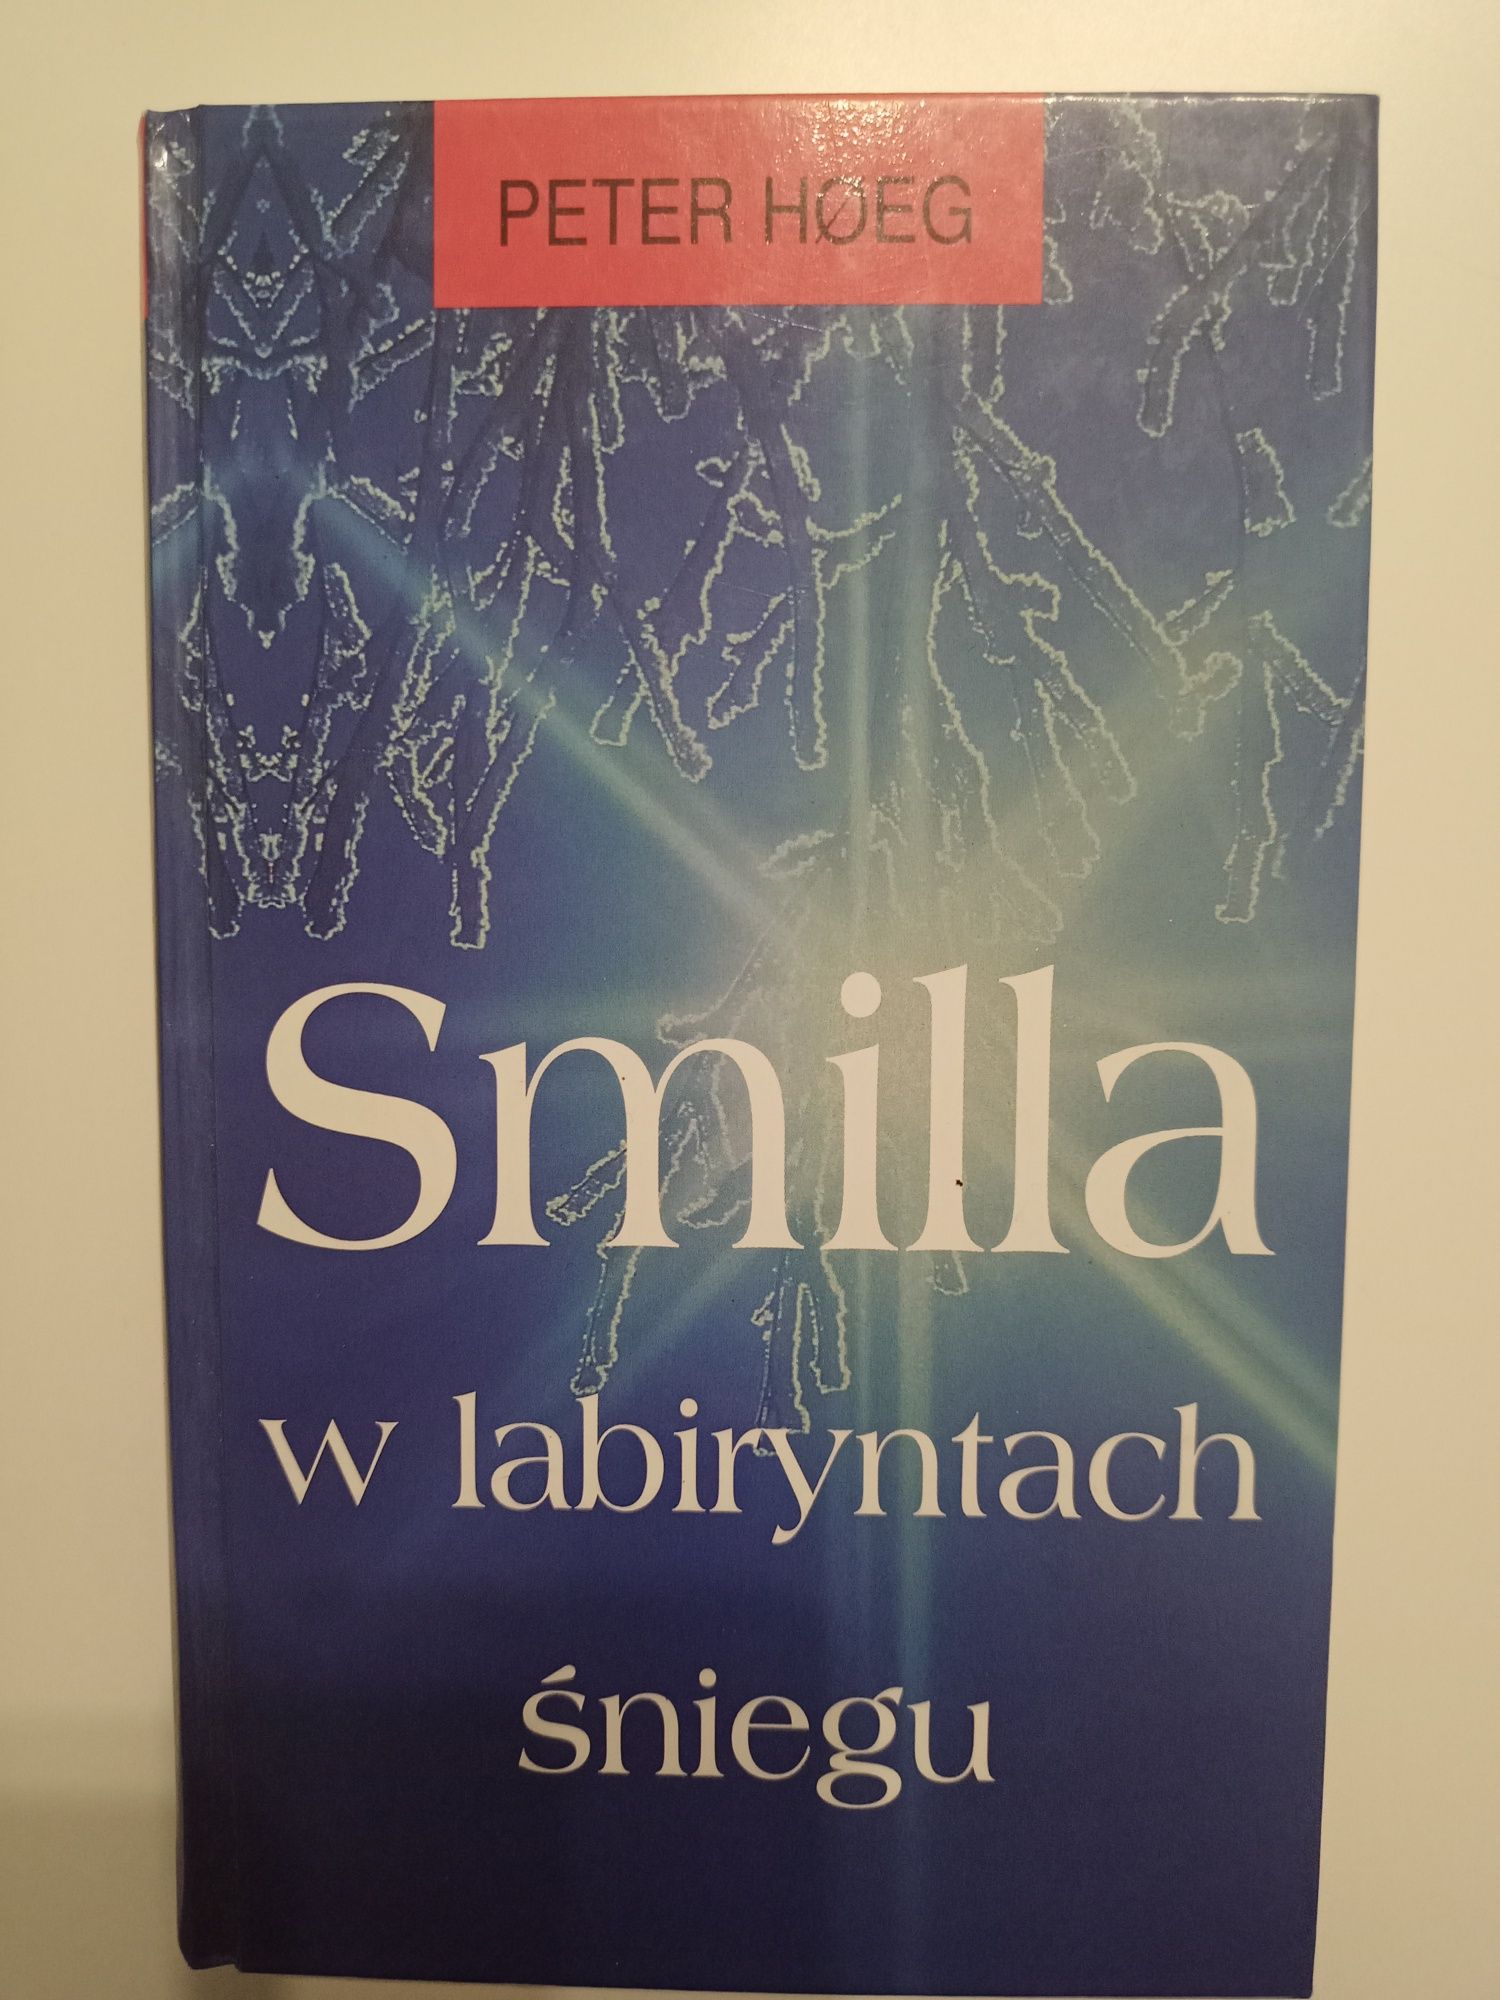 PETER HØEG
Smilla
w labiryntach
śniegu